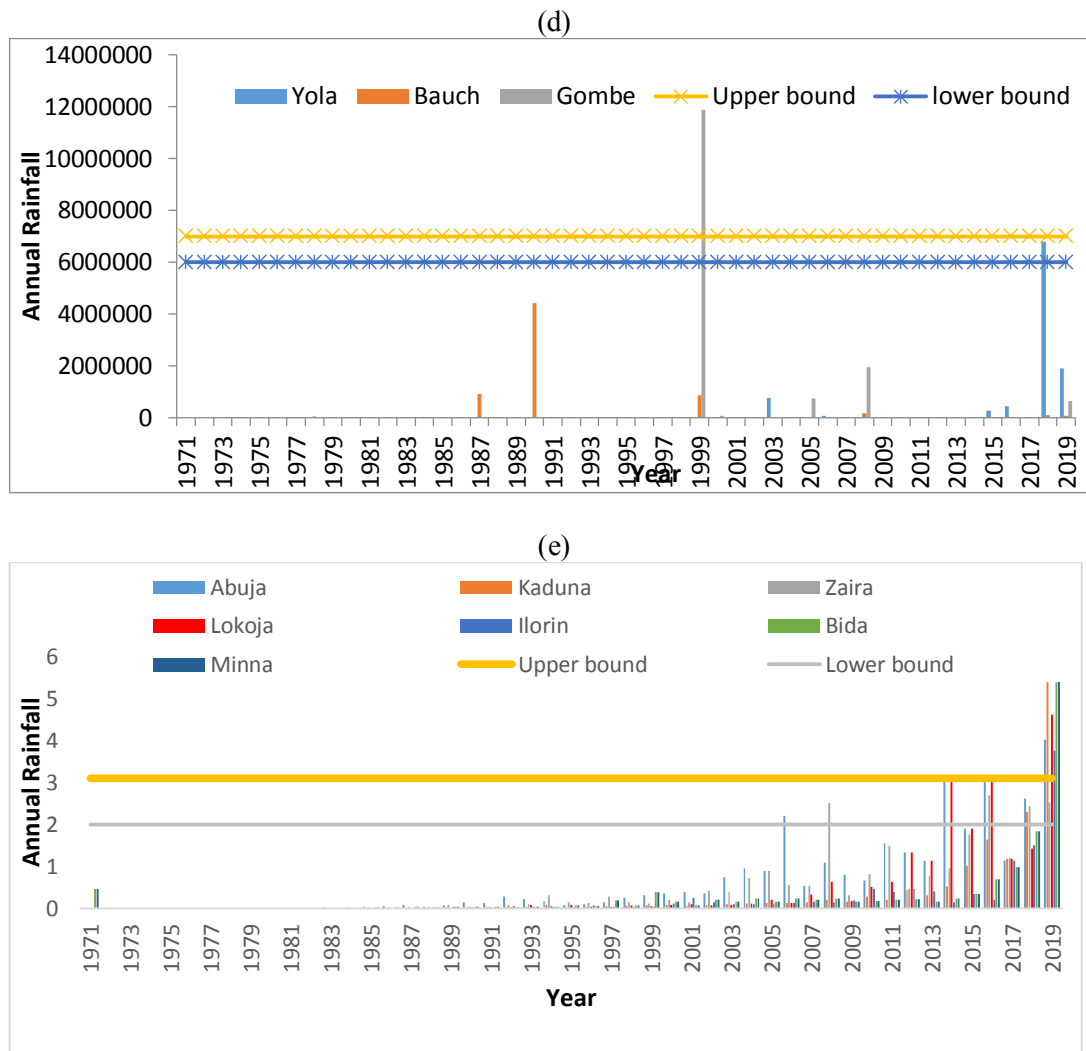 (d)
14000000
12000000
10000000
8000000
6000000
4000000
2000000
0
Annual Rainfall
Yola Bauch Gombe Upper bound lower bound
1971 1973 1975 1977 1979 1981 1983 1985 1987 1989 1991 1993 1995 1997 1999 2001 2003 2005 2007 2009 2011 2013 2015 2017 2019
Year
(e)
Abuja Kaduna Zaira
Lokoja Ilorin Bida
Minna Upper bound Lower bound
6
5
4
3
2
1
0
Annual Rainfall
1971 1973 1975 1977 1979 1981 1983 1985 1987 1989 1991 1993 1995 1997 1999 2001 2003 2005 2007 2009 2011 2013 2015 2017 2019
Year